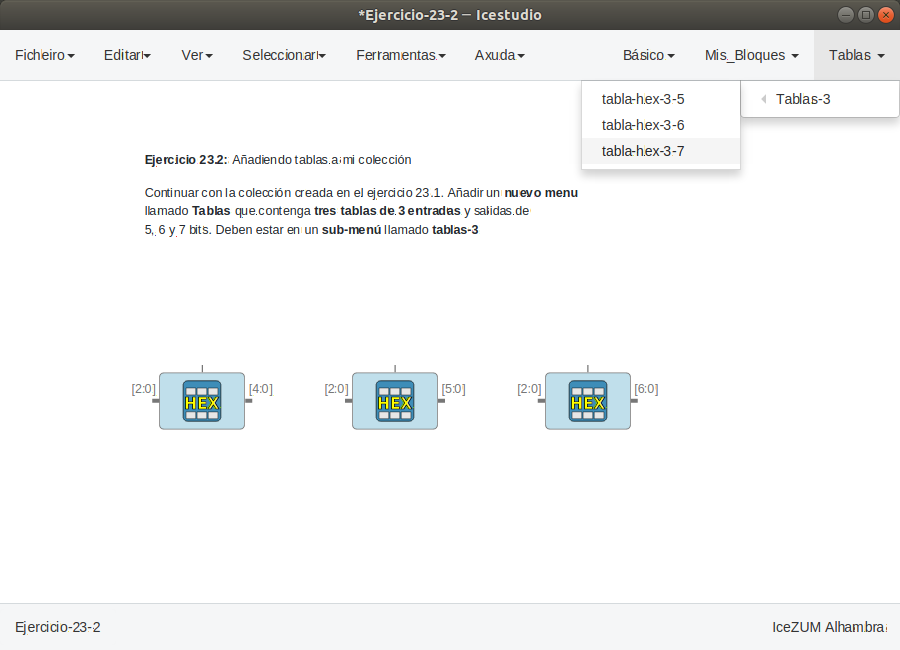 *Ejercicio-23-2 — Icestudio
Ficheiro Editar Ver Seleccionar Ferramentas Axuda Básico Mis_Bloques Tablas
tabla-hex-3-5 Tablas-3
tabla-hex-3-6
tabla-hex-3-7
Ejercicio 23.2: Añadiendo tablas a mi colección
Continuar con la colección creada en el ejercicio 23.1. Añadir un nuevo menu
llamado Tablas que contenga tres tablas de 3 entradas y salidas de
5, 6 y 7 bits. Deben estar en un sub-menú llamado tablas-3
[2:0] [4:0] [2:0] [5:0] [2:0] [6:0]
HEX HEX HEX
Ejercicio-23-2 IceZUM Alhambra